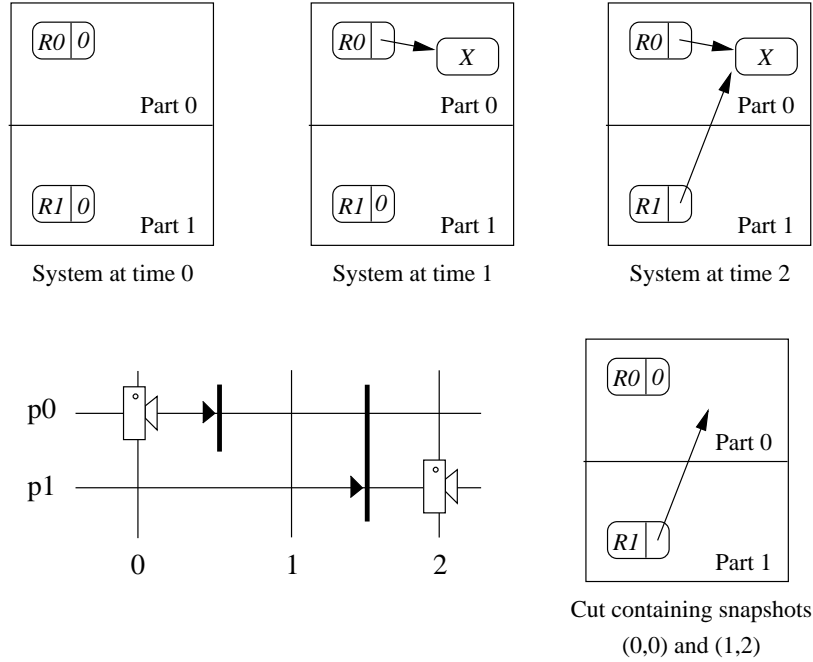 R0 0
Part 0
R1 0
Part 1
System at time 0
R0
X
Part 0
R1 0
Part 1
System at time 1
R0
X
Part 0
R1
Part 1
System at time 2
p0
p1
0 1 2
R0 0
Part 0
R1
Part 1
Cut containing snapshots
(0,0) and (1,2)